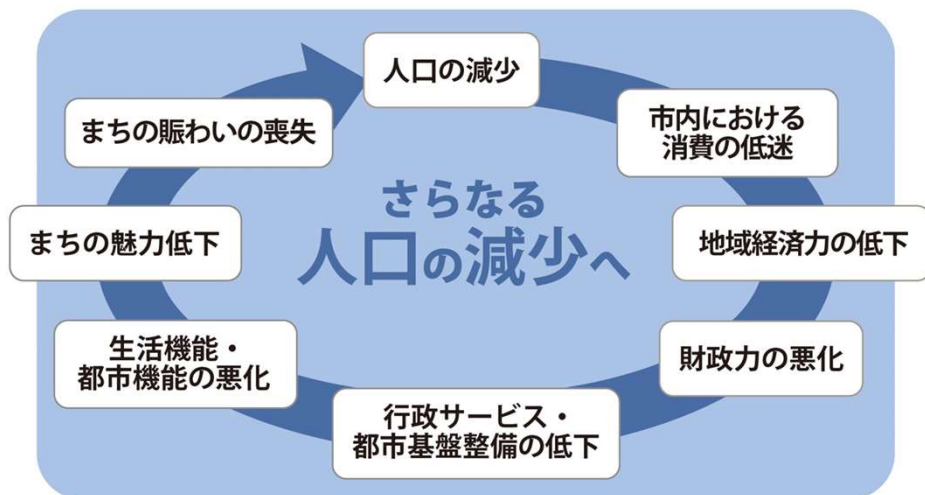 人口の減少
市内における
消費の低迷
地域経済力の低下
財政力の悪化
行政サービス・
都市基盤整備の低下
生活機能・
都市機能の悪化
まちの魅力低下
まちの賑わいの喪失
さらなる
人口の減少へ